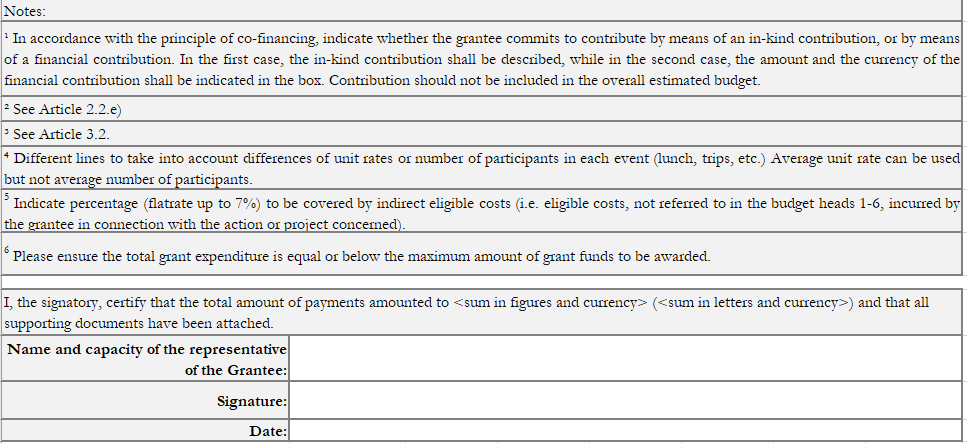 Notes:
¹ In accordance with the principle of co-financing, indicate whether the grantee commits to contribute by means of an in-kind contribution, or by means
of a financial contribution. In the first case, the in-kind contribution shall be described, while in the second case, the amount and the currency of the
financial contribution shall be indicated in the box. Contribution should not be included in the overall estimated budget.
² See Article 2.2.e)
³ See Article 3.2.
⁴ Different lines to take into account differences of unit rates or number of participants in each event (lunch, trips, etc.) Average unit rate can be used
but not average number of participants.
⁵ Indicate percentage (flatrate up to 7%) to be covered by indirect eligible costs (i.e. eligible costs, not referred to in the budget heads 1-6, incurred by
the grantee in connection with the action or project concerned).
⁶ Please ensure the total grant expenditure is equal or below the maximum amount of grant funds to be awarded.
I, the signatory, certify that the total amount of payments amounted to <sum in figures and currency> (<sum in letters and currency>) and that all
supporting documents have been attached.
Name and capacity of the representative
of the Grantee:
Signature:
Date: